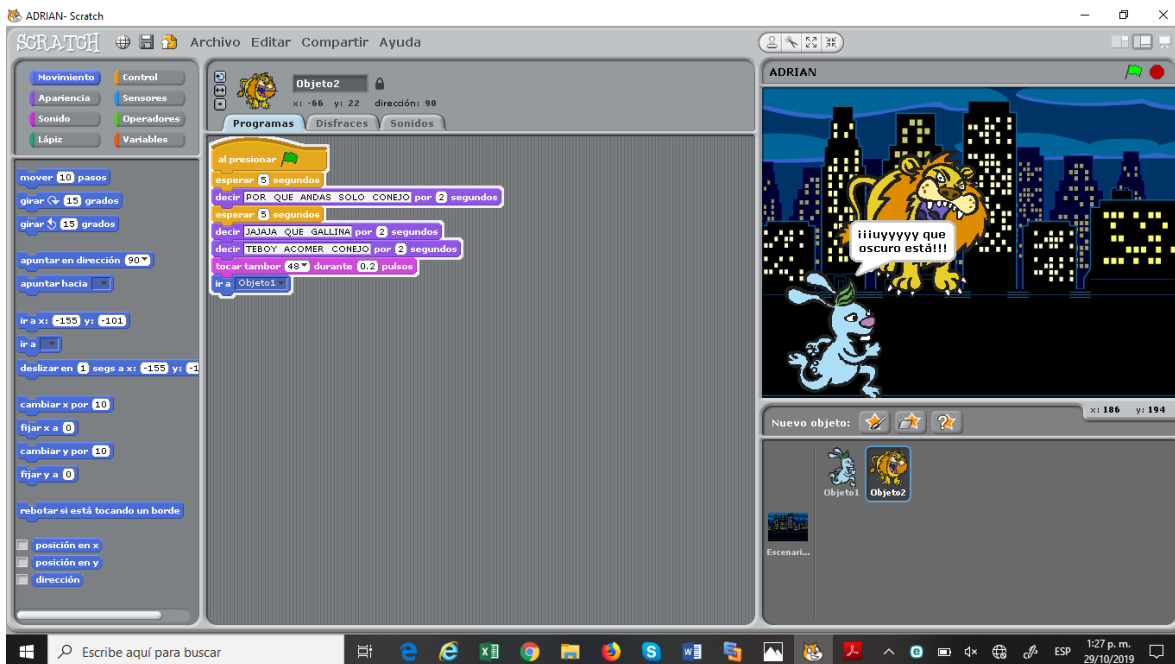 ADRIAN- Scratch
SCRATCH Archivo Editar Compartir Ayuda
Movimiento Control
Apariencia Sensores
Sonido Operadores
Lápiz Variables
mover 10 pasos
girar 15 grados
girar 15 grados
apuntar en dirección 90
apuntar hacia
ir a x: -155 y: -101
ir a
deslizar en 1 segs a x: -155 y: -1
cambiar x por 10
fijar x a 0
cambiar y por 10
fijar y a 0
rebotar si está tocando un borde
posición en x
posición en y
dirección
Objeto2
x: -66 y: 22 dirección: 90
Programas Disfraces Sonidos
al presionar
esperar 5 segundos
decir POR QUE ANDAS SOLO CONEJO por 2 segundos
esperar 5 segundos
decir JAJAJA QUE GALLINA por 2 segundos
decir TEBOY ACOMER CONEJO por 2 segundos
tocar tambor 48 durante 0.2 pulsos
ir a Objeto1
ADRIAN
iiiuyyyyy que
oscuro está!!!
x: 186 y: 194
Nuevo objeto:
Objeto1 Objeto2
Escenari...
Escribe aquí para buscar
ESP
1:27 p. m.
29/10/2019